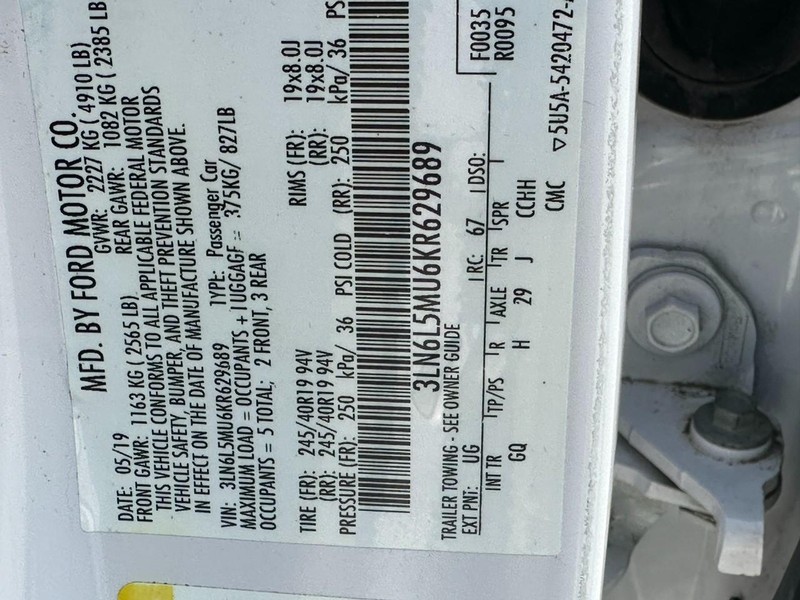 MFD. BY FORD MOTOR CO.
DATE: 05/19 GVWR: 2227 KG ( 4910 LB)
FRONT GAWR: 1163 KG ( 2565 LB) REAR GAWR: 1082 KG ( 2385 LB
THIS VEHICLE CONFORMS TO ALL APPLICABLE FEDERAL MOTOR
VEHICLE SAFETY, BUMPER, AND THEFT PREVENTION STANDARDS
IN EFFECT ON THE DATE OF MANUFACTURE SHOWN ABOVE.
VIN: 3LN6L5MU6KR629689 TYPE: Passenger Car
MAXIMUM LOAD = OCCUPANTS + LUGGAGE = 375KG/ 827LB
OCCUPANTS = 5 TOTAL; 2 FRONT, 3 REAR
TIRE (FR): 245/40R19 94V RIMS (FR): 19x8.0J
(RR): 245/40R19 94V (RR): 19x8.0J
PRESSURE (FR): 250 kPa/ 36 PSI COLD (RR): 250 kPa/ 36 PS
3LN6L5MU6KR629689
TRAILER TOWING - SEE OWNER GUIDE
F0035
R0095
EXT PNT: UG RC: 67 DSO:
INT TR TP/PS R AXLE TR SPR
GQ H 29 J CCHH
CMC ▽5U5A-5420472-